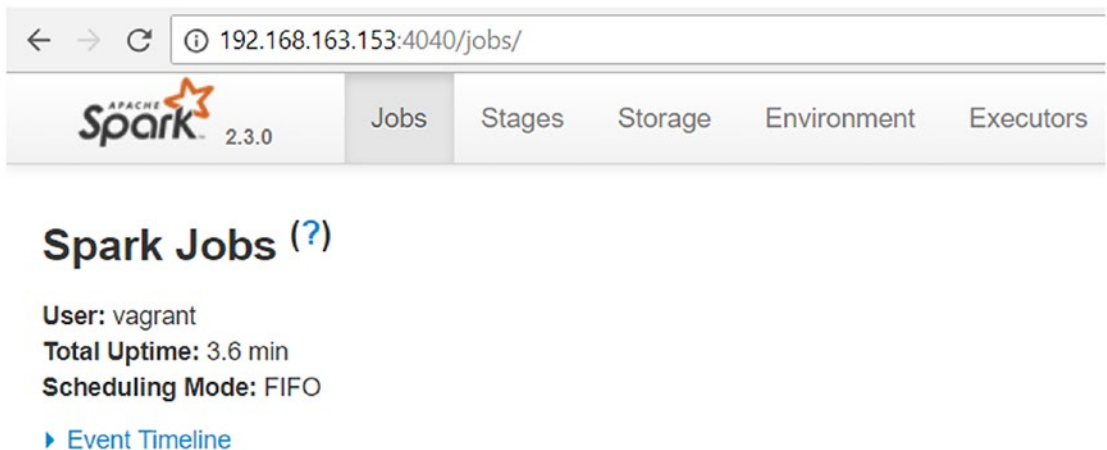 192.168.163.153:4040/jobs/
APACHE
Spark™ 2.3.0 Jobs Stages Storage Environment Executors
Spark Jobs (?)
User: vagrant
Total Uptime: 3.6 min
Scheduling Mode: FIFO
Event Timeline